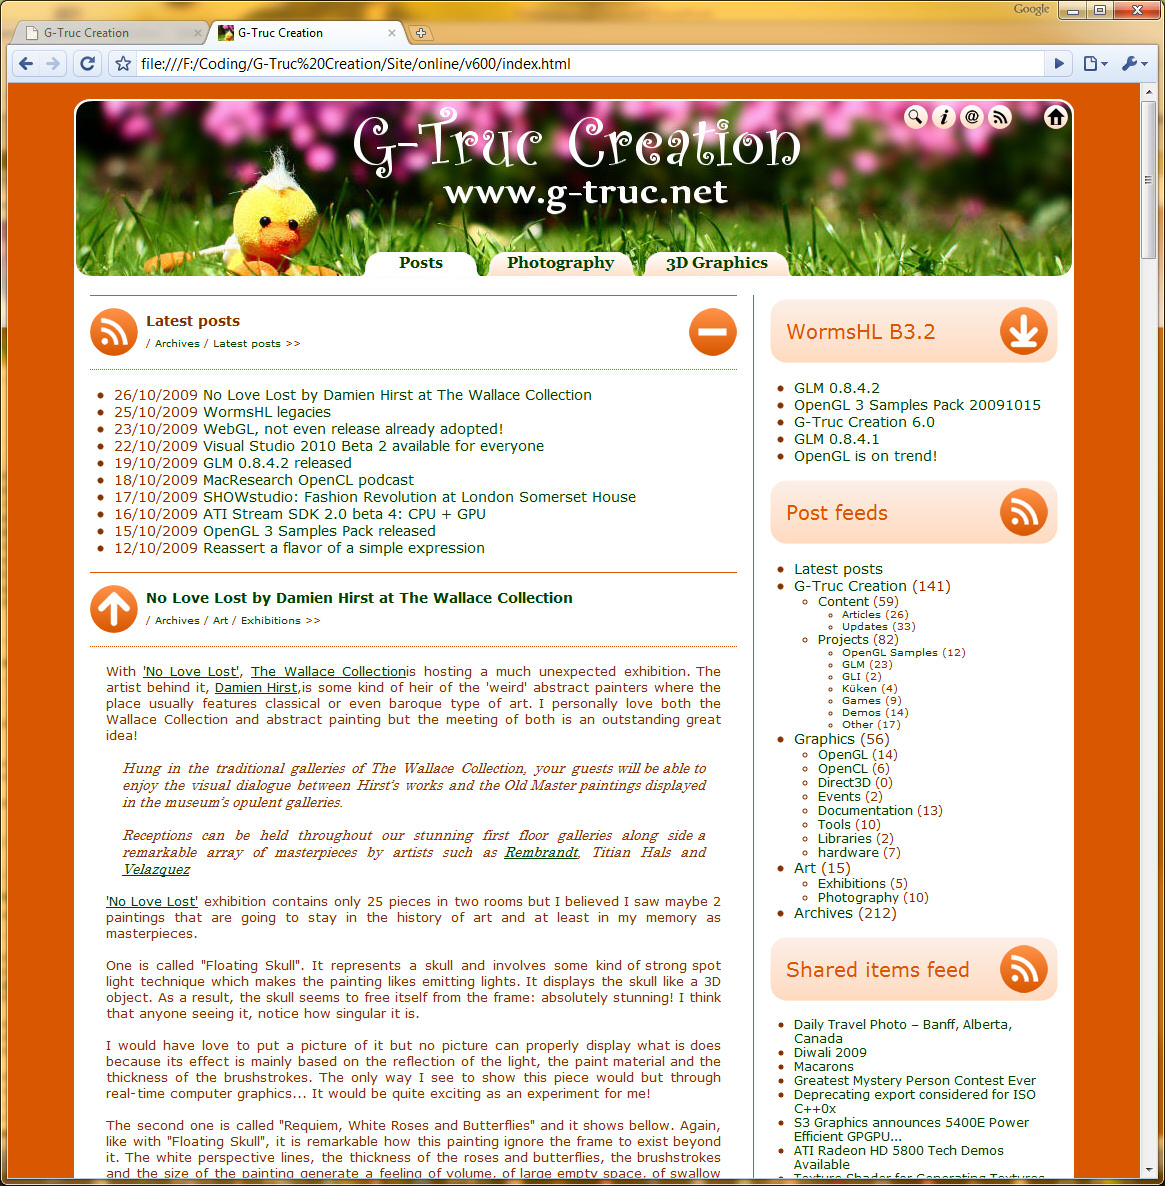 Google
G-Truc Creation
G-Truc Creation
file:///F:/Coding/G-Truc%20Creation/Site/online/v600/index.html
G-Truc Creation
www.g-truc.net
Posts
Photography
3D Graphics
Latest posts
/ Archives / Latest posts >>
26/10/2009 No Love Lost by Damien Hirst at The Wallace Collection
25/10/2009 WormsHL legacies
23/10/2009 WebGL, not even release already adopted!
22/10/2009 Visual Studio 2010 Beta 2 available for everyone
19/10/2009 GLM 0.8.4.2 released
18/10/2009 MacResearch OpenCL podcast
17/10/2009 SHOWstudio: Fashion Revolution at London Somerset House
16/10/2009 ATI Stream SDK 2.0 beta 4: CPU + GPU
15/10/2009 OpenGL 3 Samples Pack released
12/10/2009 Reassert a flavor of a simple expression
No Love Lost by Damien Hirst at The Wallace Collection
/ Archives / Art / Exhibitions >>
With 'No Love Lost', The Wallace Collectionis hosting a much unexpected exhibition. The
artist behind it, Damien Hirst,is some kind of heir of the 'weird' abstract painters where the
place usually features classical or even baroque type of art. I personally love both the
Wallace Collection and abstract painting but the meeting of both is an outstanding great
idea!
Hung in the traditional galleries of The Wallace Collection, your guests will be able to
enjoy the visual dialogue between Hirst's works and the Old Master paintings displayed
in the museum's opulent galleries.
Receptions can be held throughout our stunning first floor galleries along side a
remarkable array of masterpieces by artists such as Rembrandt, Titian Hals and
Velazquez
'No Love Lost' exhibition contains only 25 pieces in two rooms but I believed I saw maybe 2
paintings that are going to stay in the history of art and at least in my memory as
masterpieces.
One is called "Floating Skull". It represents a skull and involves some kind of strong spot
light technique which makes the painting likes emitting lights. It displays the skull like a 3D
object. As a result, the skull seems to free itself from the frame: absolutely stunning! I think
that anyone seeing it, notice how singular it is.
I would have love to put a picture of it but no picture can properly display what is does
because its effect is mainly based on the reflection of the light, the paint material and the
thickness of the brushstrokes. The only way I see to show this piece would but through
real-time computer graphics... It would be quite exciting as an experiment for me!
The second one is called "Requiem, White Roses and Butterflies" and it shows bellow. Again,
like with "Floating Skull", it is remarkable how this painting ignore the frame to exist beyond
it. The white perspective lines, the thickness of the roses and butterflies, the brushstrokes
and the size of the painting generate a feeling of volume, of large empty space, of swallow
WormsHL B3.2
GLM 0.8.4.2
OpenGL 3 Samples Pack 20091015
G-Truc Creation 6.0
GLM 0.8.4.1
OpenGL is on trend!
Post feeds
Latest posts
G-Truc Creation (141)
Content (59)
Articles (26)
Updates (33)
Projects (82)
OpenGL Samples (12)
GLM (23)
GLI (2)
Küken (4)
Games (9)
Demos (14)
Other (17)
Graphics (56)
OpenGL (14)
OpenCL (6)
Direct3D (0)
Events (2)
Documentation (13)
Tools (10)
Libraries (2)
hardware (7)
Art (15)
Exhibitions (5)
Photography (10)
Archives (212)
Shared items feed
Daily Travel Photo – Banff, Alberta,
Canada
Diwali 2009
Macarons
Greatest Mystery Person Contest Ever
Deprecating export considered for ISO
C++0x
S3 Graphics announces 5400E Power
Efficient GPGPU...
ATI Radeon HD 5800 Tech Demos
Available
Texture Shader for Generating Textures